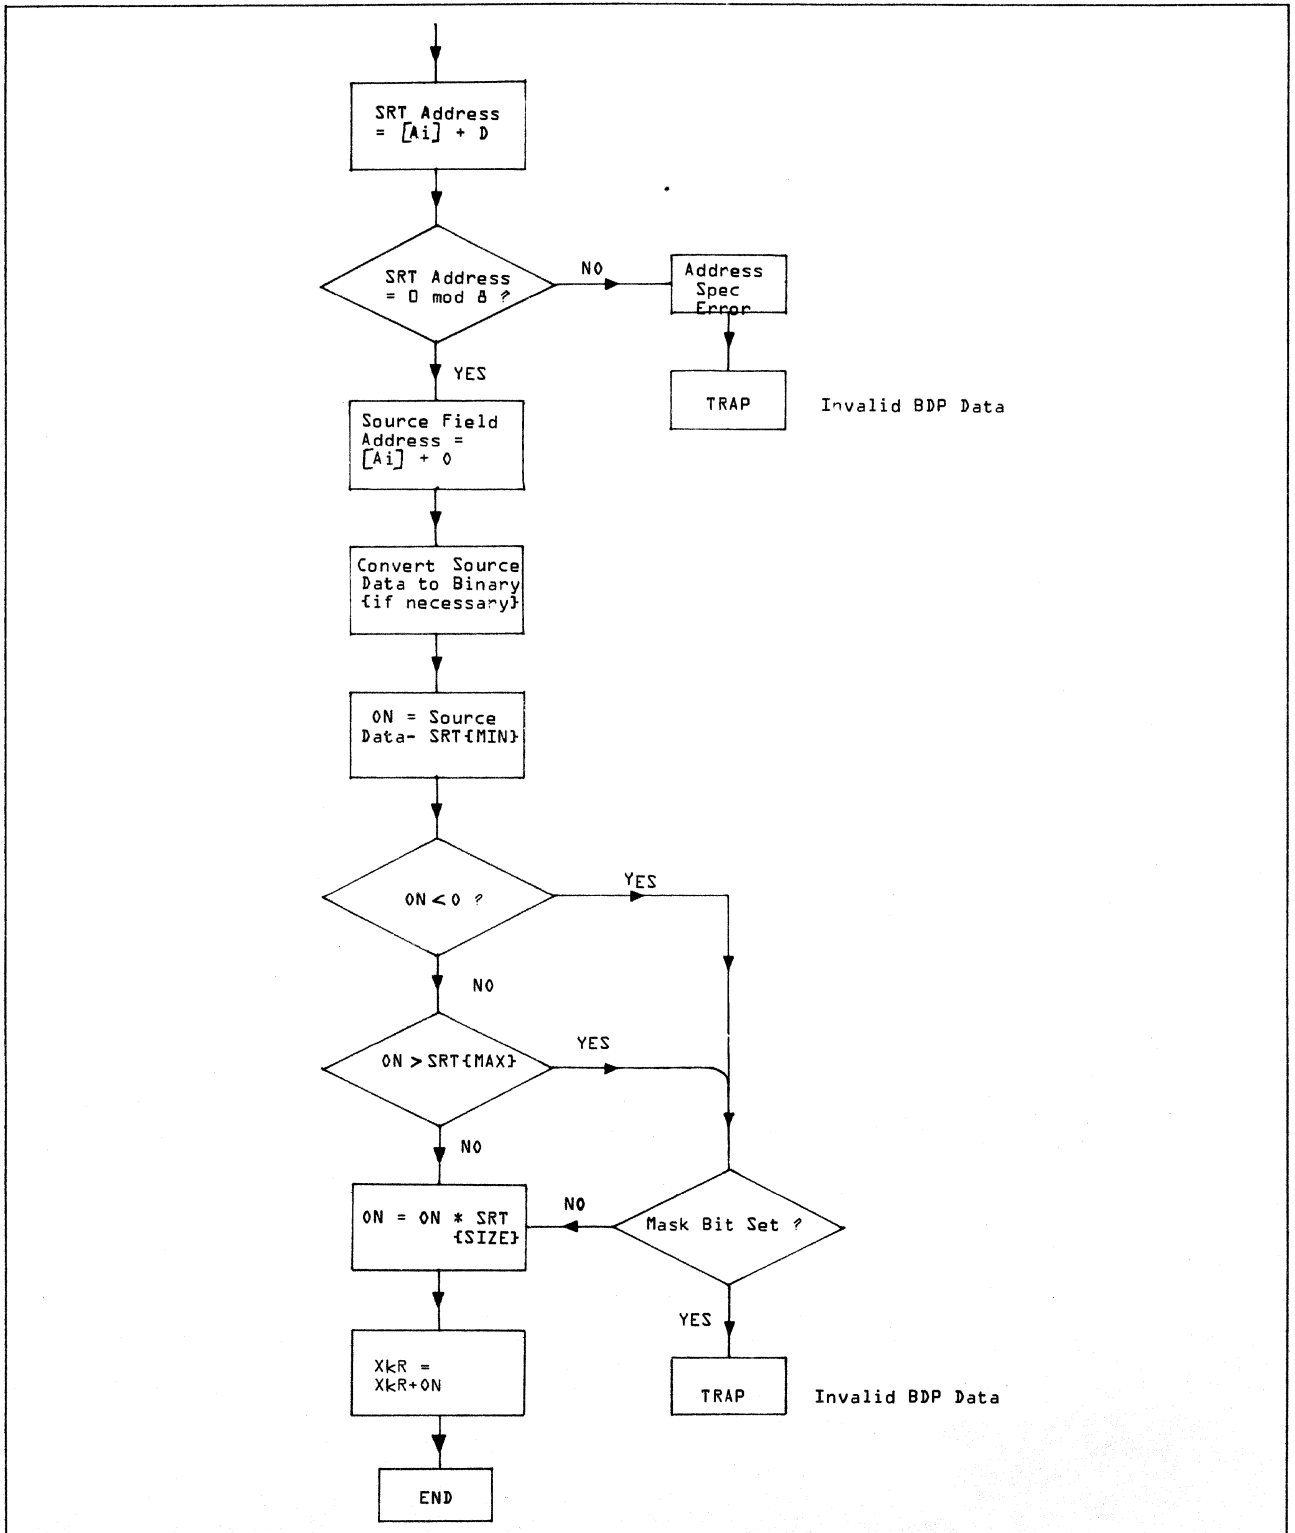 SRT Address
= [Ai] + D
SRT Address
= 0 mod 8 ?
NO
Address
Spec
Error
YES
TRAP
Invalid BDP Data
Source Field
Address =
[Ai] + O
Convert Source
Data to Binary
{if necessary}
ON = Source
Data- SRT{MIN}
ON < 0 ?
YES
NO
ON > SRT{MAX}
YES
NO
ON = ON * SRT
{SIZE}
NO
Mask Bit Set ?
YES
XkR =
XkR+ON
TRAP
Invalid BDP Data
END